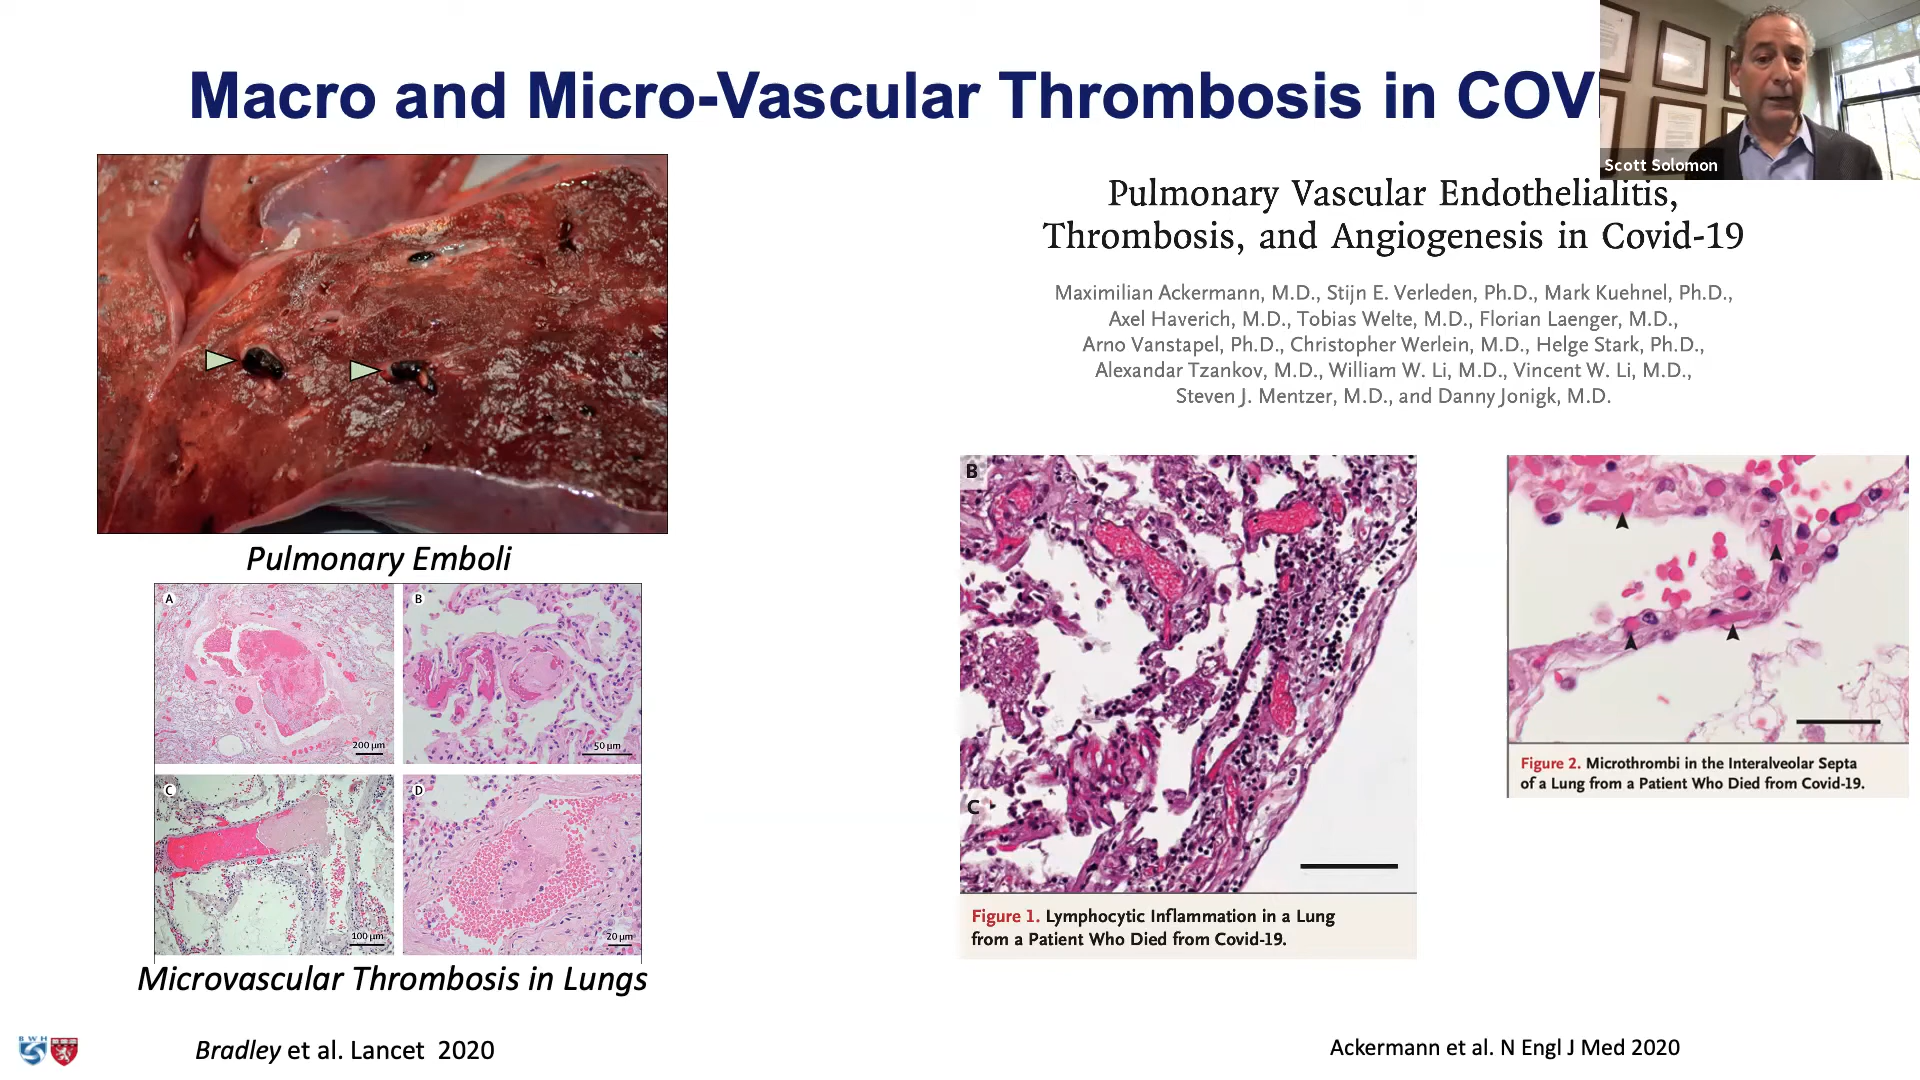 Macro and Micro-Vascular Thrombosis in COV
Scott Solomon
Pulmonary Emboli
A
200 µm
B
50 µm
C
100 µm
D
20 µm
Microvascular Thrombosis in Lungs
BWH
Bradley et al. Lancet 2020
Pulmonary Vascular Endothelialitis,
Thrombosis, and Angiogenesis in Covid-19
Maximilian Ackermann, M.D., Stijn E. Verleden, Ph.D., Mark Kuehnel, Ph.D.,
Axel Haverich, M.D., Tobias Welte, M.D., Florian Laenger, M.D.,
Arno Vanstapel, Ph.D., Christopher Werlein, M.D., Helge Stark, Ph.D.,
Alexandar Tzankov, M.D., William W. Li, M.D., Vincent W. Li, M.D.,
Steven J. Mentzer, M.D., and Danny Jonigk, M.D.
B
C
Figure 1. Lymphocytic Inflammation in a Lung
from a Patient Who Died from Covid-19.
Figure 2. Microthrombi in the Interalveolar Septa
of a Lung from a Patient Who Died from Covid-19.
Ackermann et al. N Engl J Med 2020